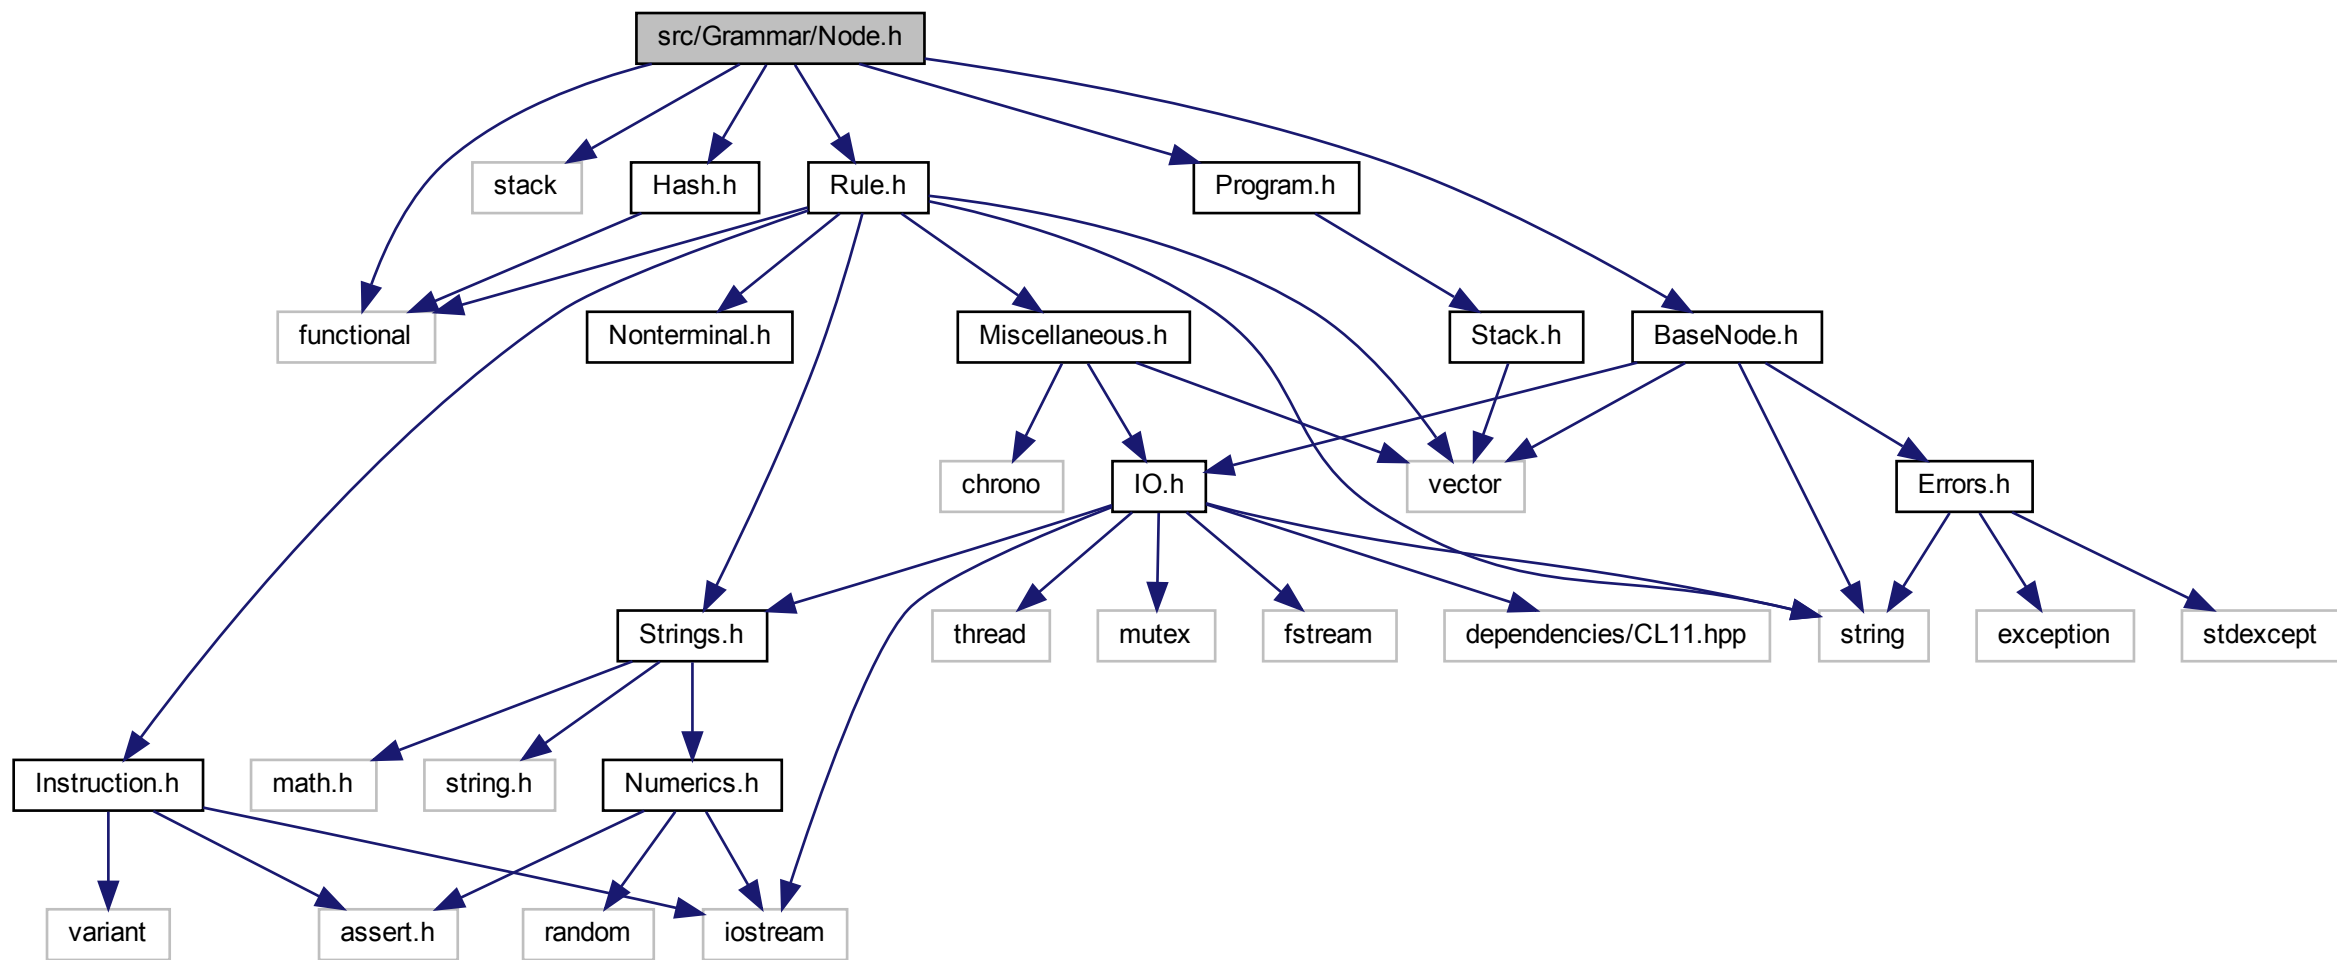 src/Grammar/Node.h
stack
Hash.h
Rule.h
Program.h
functional
Nonterminal.h
Miscellaneous.h
Stack.h
BaseNode.h
chrono
IO.h
vector
Errors.h
Strings.h
thread
mutex
fstream
dependencies/CL11.hpp
string
exception
stdexcept
Instruction.h
math.h
string.h
Numerics.h
variant
assert.h
random
iostream